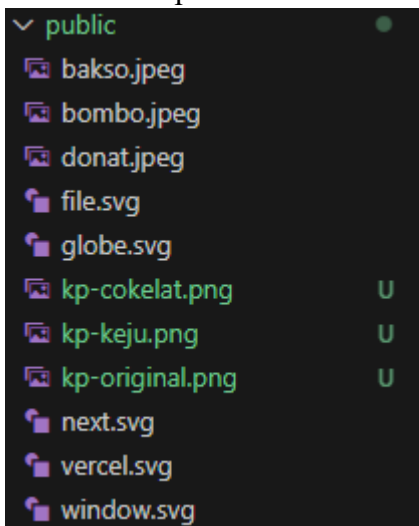 public
bakso.jpeg
bombo.jpeg
donat.jpeg
file.svg
globe.svg
kp-cokelat.png U
kp-keju.png U
kp-original.png U
next.svg
vercel.svg
window.svg